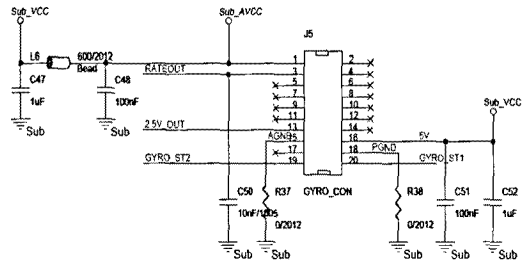 Sub_VCC
Sub_AVCC
J5
L6
600/2012
Bead
RATEOUT
C47
1uF
C48
100nF
Sub
Sub
1
3
5
7
9
11
13
15
17
19
2
4
6
8
10
12
14
16
18
20
2.5V_OUT
AGND
GYRO_ST2
Sub_VCC
5V
PGND
GYRO_ST1
GYRO_CON
C50
10nF/1005
R37
0/2012
R38
0/2012
C51
100nF
C52
1uF
Sub
Sub
Sub
Sub
Sub